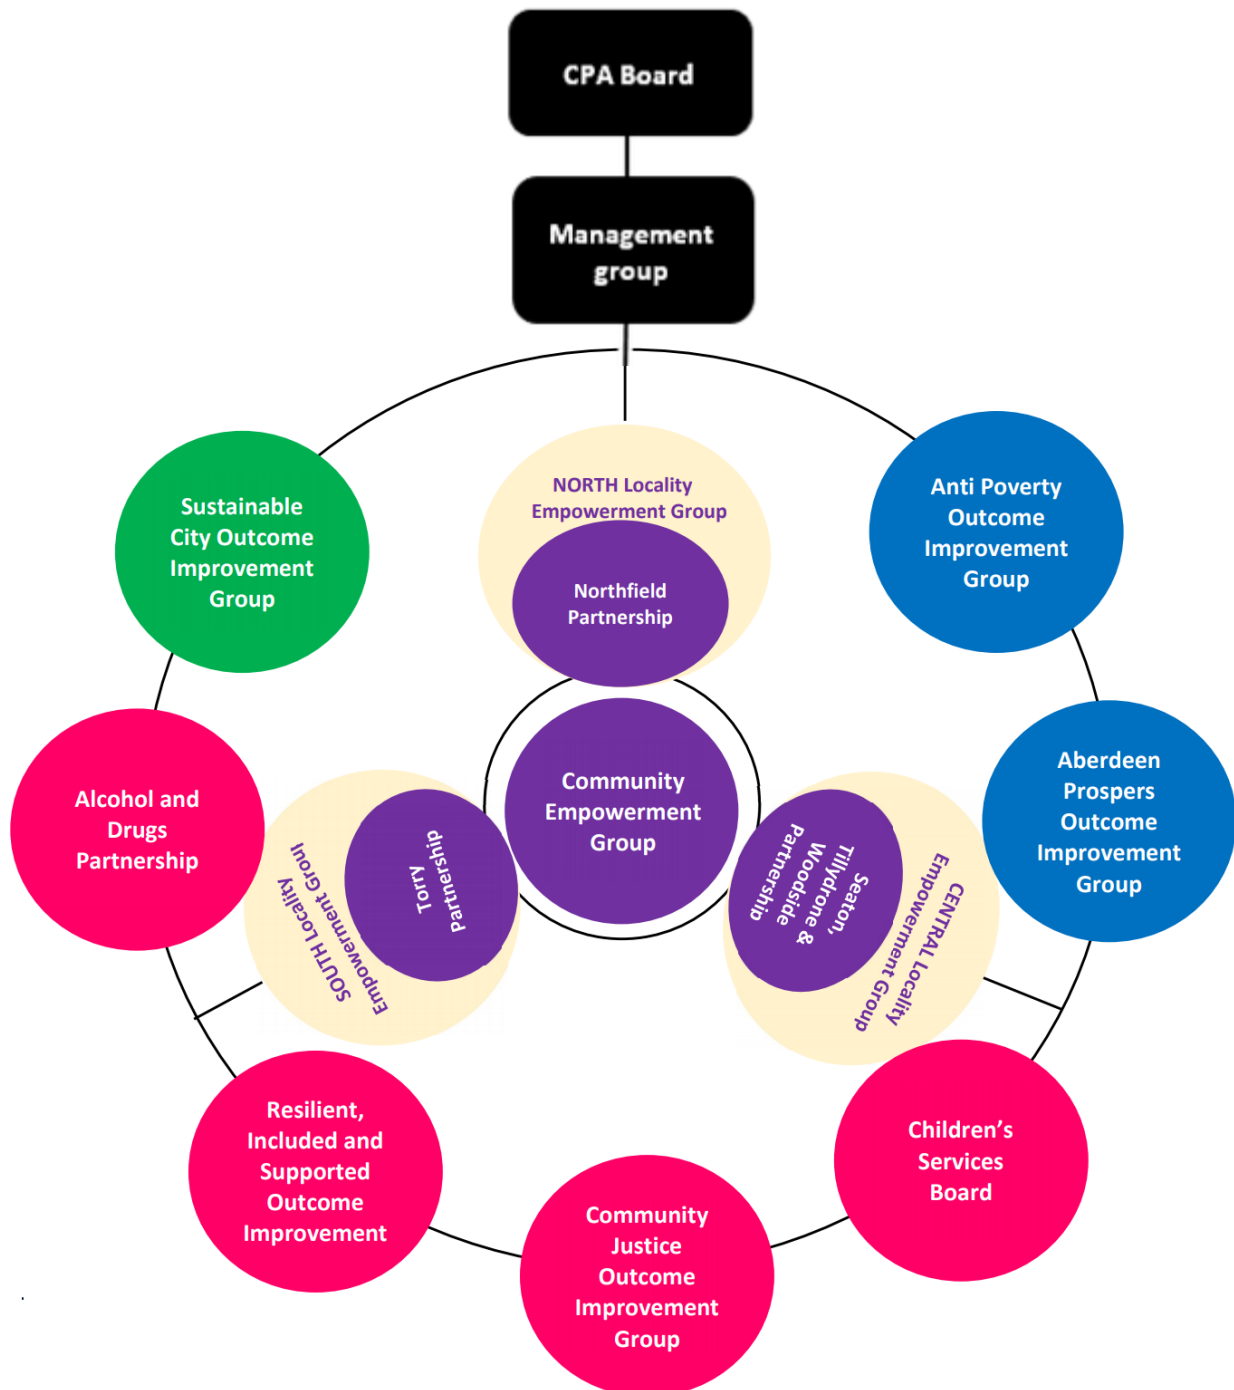 CPA Board
Management
group
NORTH Locality
Empowerment Group
Northfield
Partnership
Anti Poverty
Outcome
Improvement
Group
Sustainable
City Outcome
Improvement
Group
Aberdeen
Prospers
Outcome
Improvement
Group
Community
Empowerment
Group
Alcohol and
Drugs
Partnership
Torry
Partnership
SOUTH Locality
Empowerment Group
Seaton,
Tillydrone &
Woodside
Partnership
CENTRAL Locality
Empowerment Group
Children’s
Services
Board
Resilient,
Included and
Supported
Outcome
Improvement
Community
Justice
Outcome
Improvement
Group
.